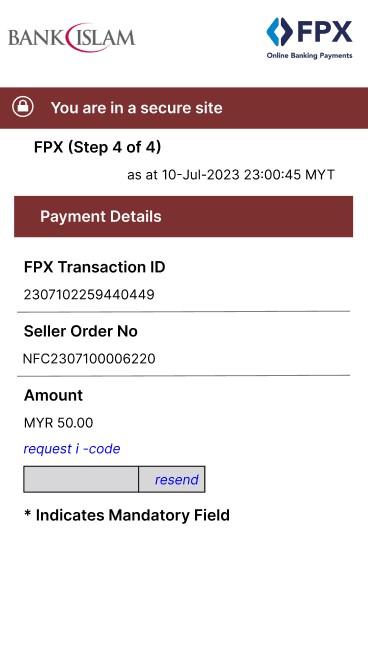 BANK ISLAM
FPX
Online Banking Payments
You are in a secure site
FPX (Step 4 of 4)
as at 10-Jul-2023 23:00:45 MYT
Payment Details
FPX Transaction ID
2307102259440449
Seller Order No
NFC2307100006220
Amount
MYR 50.00
request i -code
resend
* Indicates Mandatory Field